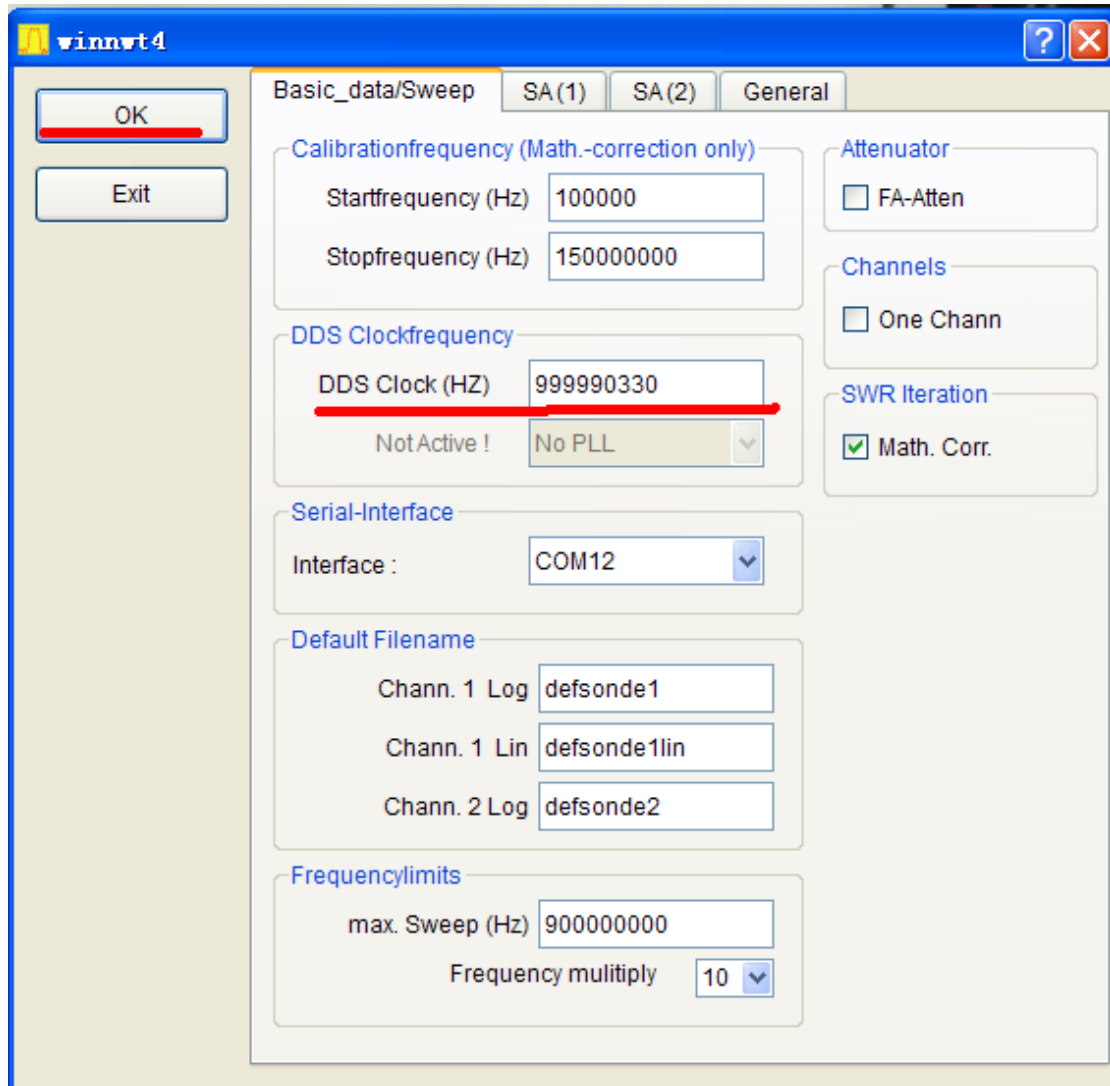 winnwt4
OK
Exit
Basic_data/Sweep SA(1) SA(2) General
Calibrationfrequency (Math.-correction only)
Startfrequency (Hz) 100000
Stopfrequency (Hz) 150000000
DDS Clockfrequency
DDS Clock (HZ) 999990330
Not Active ! No PLL
Serial-Interface
Interface : COM12
Default Filename
Chann. 1 Log defsonde1
Chann. 1 Lin defsonde1lin
Chann. 2 Log defsonde2
Frequencylimits
max. Sweep (Hz) 900000000
Frequency mulitiply 10
Attenuator
FA-Atten
Channels
One Chann
SWR Iteration
Math. Corr.